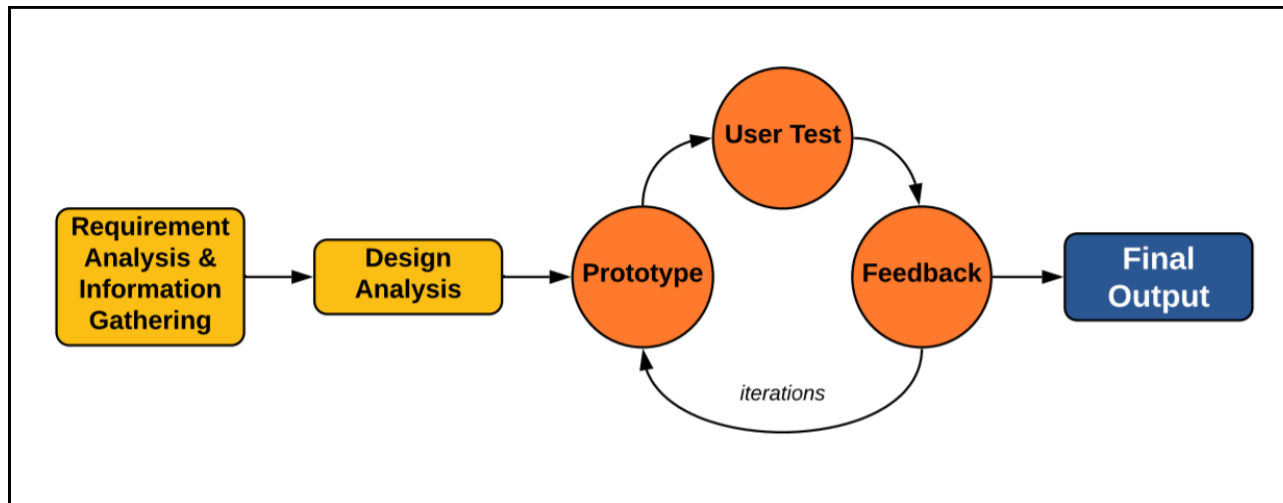 Requirement
Analysis &
Information
Gathering
Design
Analysis
Prototype
User Test
Feedback
iterations
Final
Output